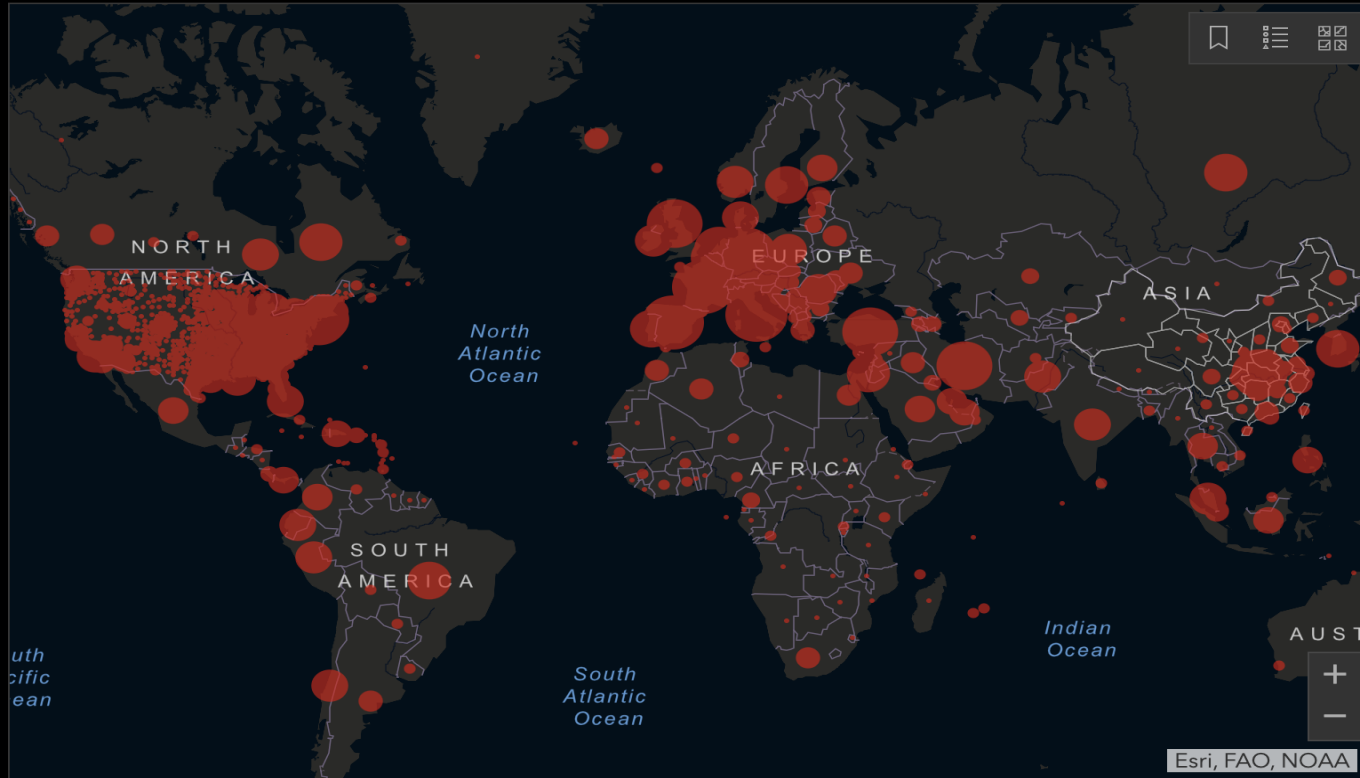 NORTH
AMERICA
EUROPE
ASIA
North
Atlantic
Ocean
AFRICA
SOUTH
AMERICA
Indian
Ocean
AUST
uth
cific
ean
South
Atlantic
Ocean
+
−
Esri, FAO, NOAA